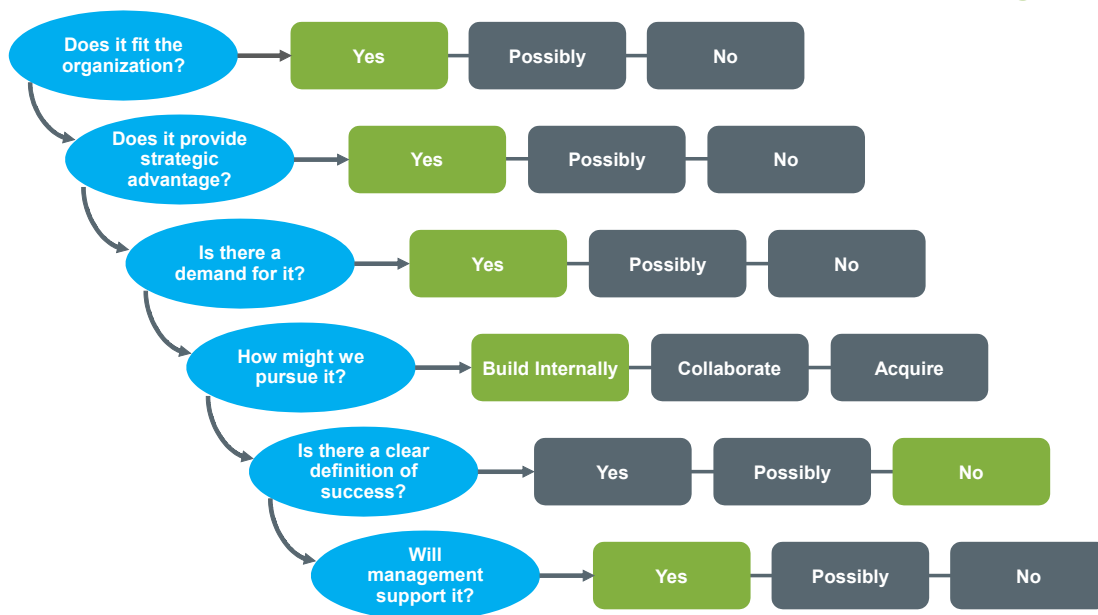 Does it fit the
organization?
Yes
Possibly
No
Does it provide
strategic
advantage?
Yes
Possibly
No
Is there a
demand for it?
Yes
Possibly
No
How might we
pursue it?
Build Internally
Collaborate
Acquire
Is there a clear
definition of
success?
Yes
Possibly
No
Will
management
support it?
Yes
Possibly
No